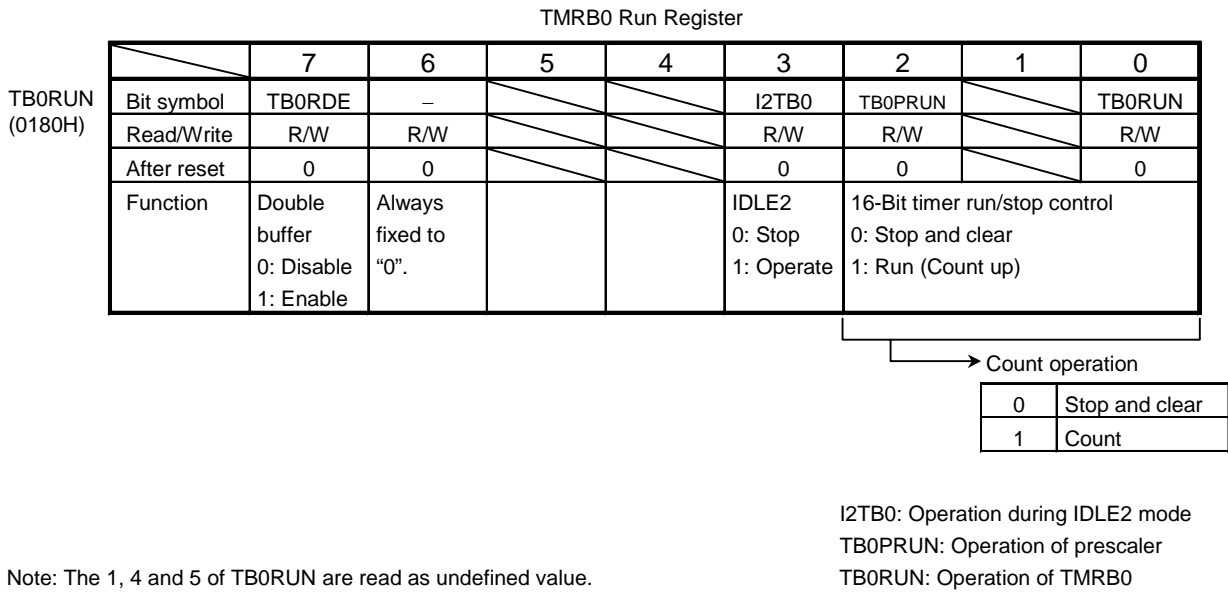 TMRB0 Run Register
7 6 5 4 3 2 1 0
TB0RUN
(0180H)
Bit symbol TB0RDE – I2TB0 TB0PRUN TB0RUN
Read/Write R/W R/W R/W R/W R/W
After reset 0 0 0 0 0
Function Double Always IDLE2 16-Bit timer run/stop control
buffer fixed to 0: Stop 0: Stop and clear
0: Disable “0”. 1: Operate 1: Run (Count up)
1: Enable
Count operation
0 Stop and clear
1 Count
I2TB0: Operation during IDLE2 mode
TB0PRUN: Operation of prescaler
Note: The 1, 4 and 5 of TB0RUN are read as undefined value. TB0RUN: Operation of TMRB0